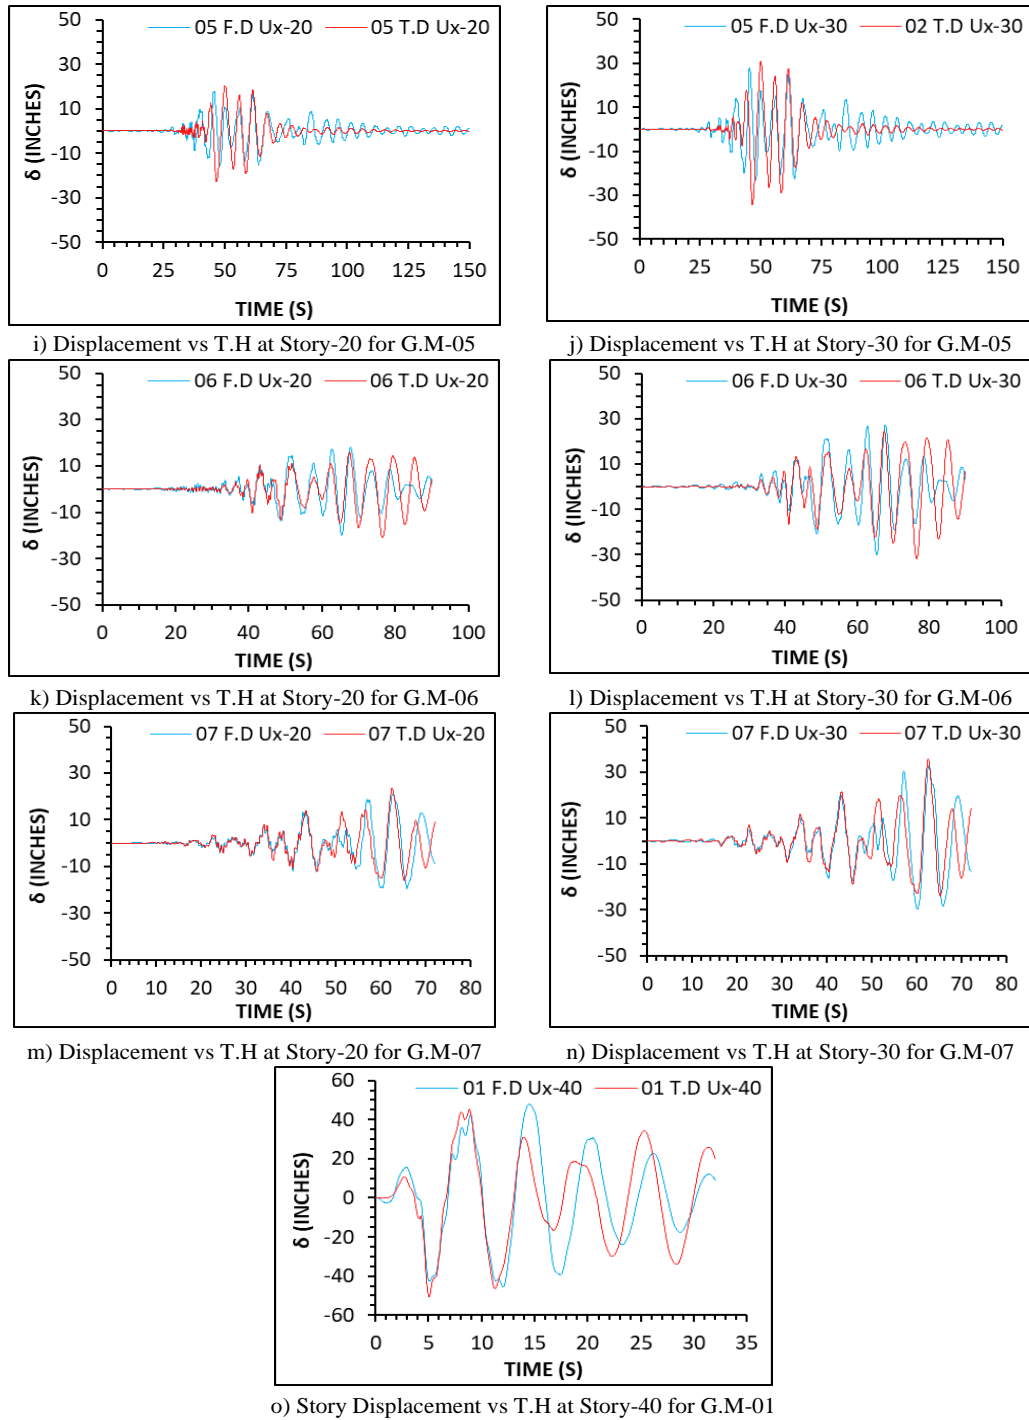 05 F.D Ux-20 05 T.D Ux-20
50
30
10
-10
-30
-50
δ (INCHES)
0 25 50 75 100 125 150
TIME (S)
i) Displacement vs T.H at Story-20 for G.M-05
05 F.D Ux-30 02 T.D Ux-30
50
30
10
-10
-30
-50
δ (INCHES)
0 25 50 75 100 125 150
TIME (S)
j) Displacement vs T.H at Story-30 for G.M-05
06 F.D Ux-20 06 T.D Ux-20
50
30
10
-10
-30
-50
δ (INCHES)
0 20 40 60 80 100
TIME (S)
k) Displacement vs T.H at Story-20 for G.M-06
06 F.D Ux-30 06 T.D Ux-30
50
30
10
-10
-30
-50
δ (INCHES)
0 20 40 60 80 100
TIME (S)
l) Displacement vs T.H at Story-30 for G.M-06
07 F.D Ux-20 07 T.D Ux-20
50
30
10
-10
-30
-50
δ (INCHES)
0 10 20 30 40 50 60 70 80
TIME (S)
m) Displacement vs T.H at Story-20 for G.M-07
07 F.D Ux-30 07 T.D Ux-30
50
30
10
-10
-30
-50
δ (INCHES)
0 10 20 30 40 50 60 70 80
TIME (S)
n) Displacement vs T.H at Story-30 for G.M-07
01 F.D Ux-40 01 T.D Ux-40
60
40
20
0
-20
-40
-60
δ (INCHES)
0 5 10 15 20 25 30 35
TIME (S)
o) Story Displacement vs T.H at Story-40 for G.M-01